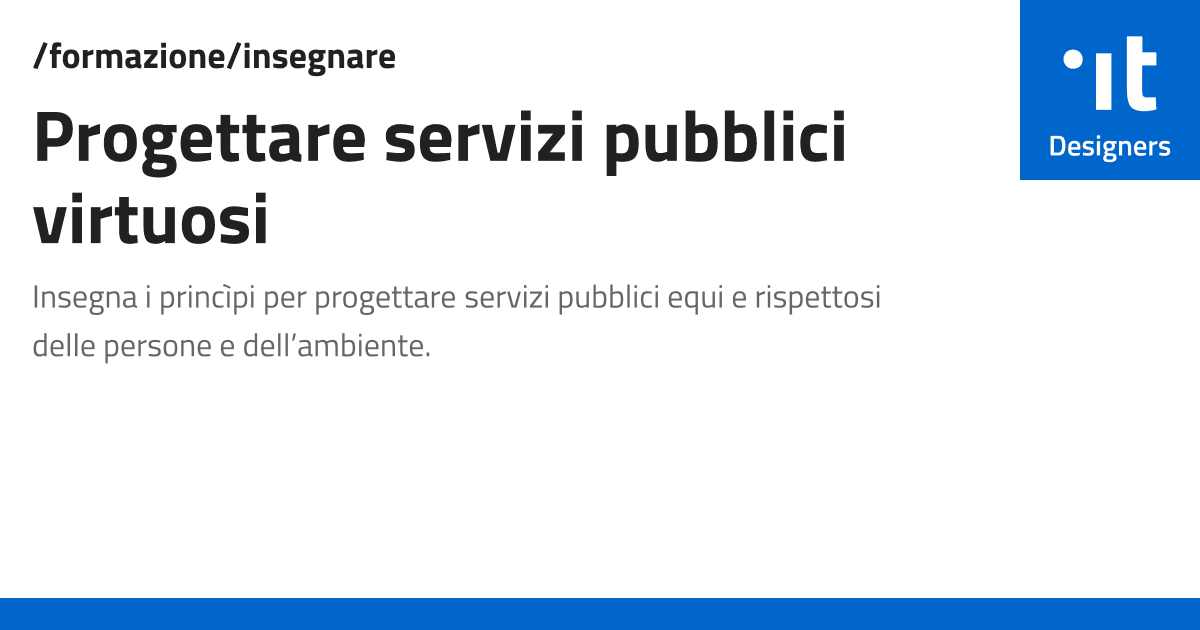 /formazione/insegnare
Progettare servizi pubblici
virtuosi
Insegna i princìpi per progettare servizi pubblici equi e rispettosi
delle persone e dell’ambiente.
it
Designers